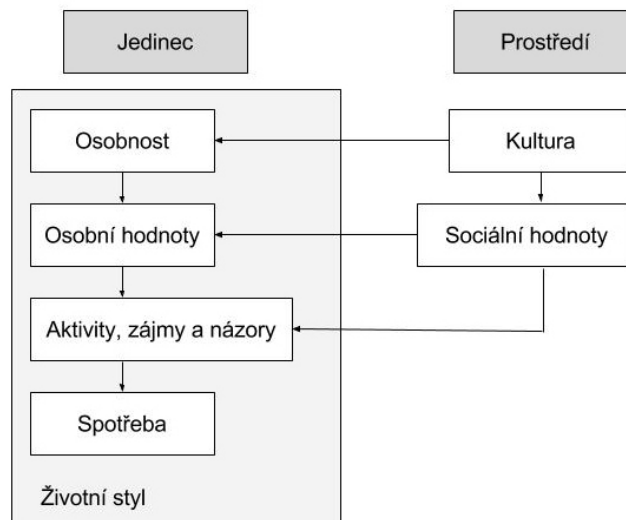 Jedinec
Prostředí
Osobnost
Kultura
Osobní hodnoty
Sociální hodnoty
Aktivity, zájmy a názory
Spotřeba
Životní styl